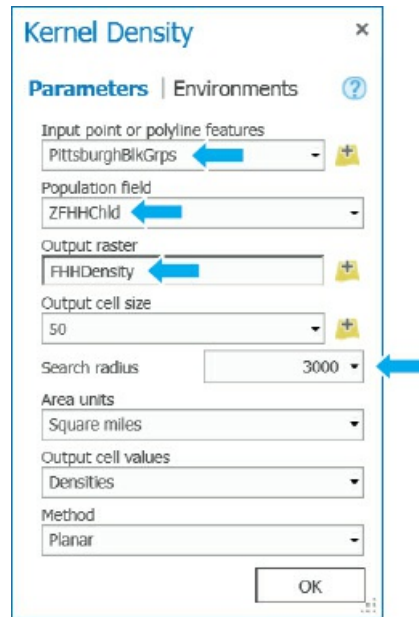 Kernel Density ×
Parameters | Environments ?
Input point or polyline features
PittsburghBlkGrps
Population field
ZFHHChld
Output raster
FHHDensity
Output cell size
50
Search radius 3000
Area units
Square miles
Output cell values
Densities
Method
Planar
OK